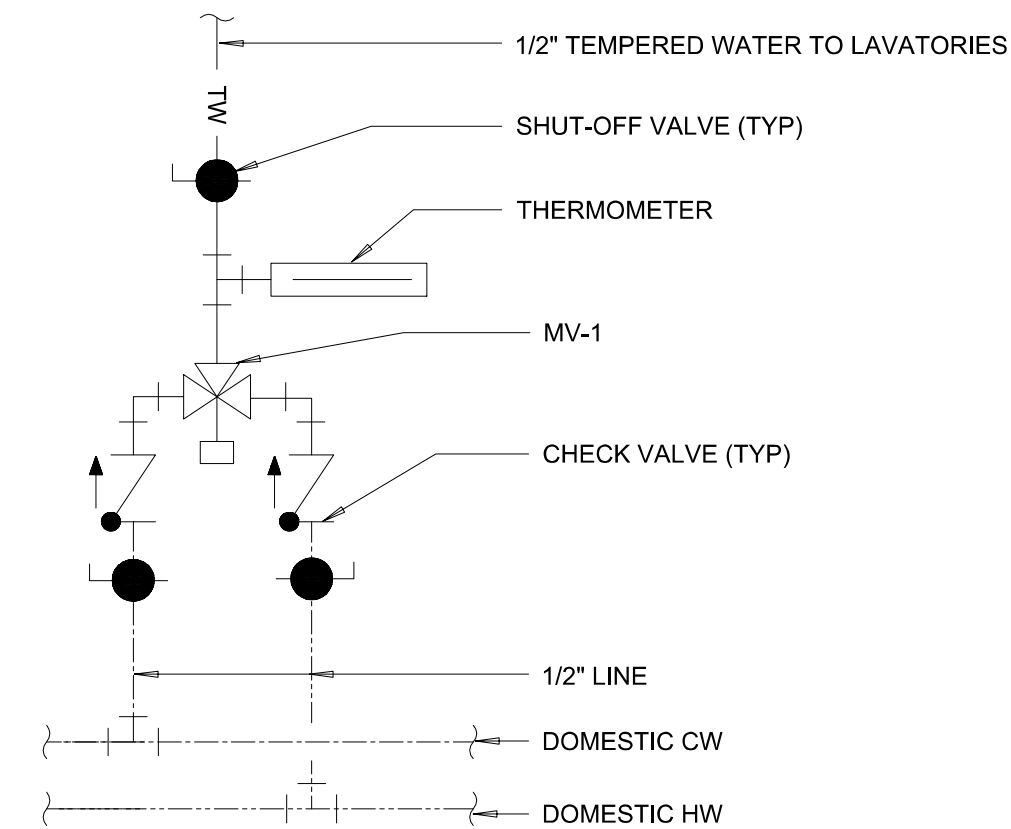 1/2" TEMPERED WATER TO LAVATORIES
TW
SHUT-OFF VALVE (TYP)
THERMOMETER
MV-1
CHECK VALVE (TYP)
1/2" LINE
DOMESTIC CW
DOMESTIC HW